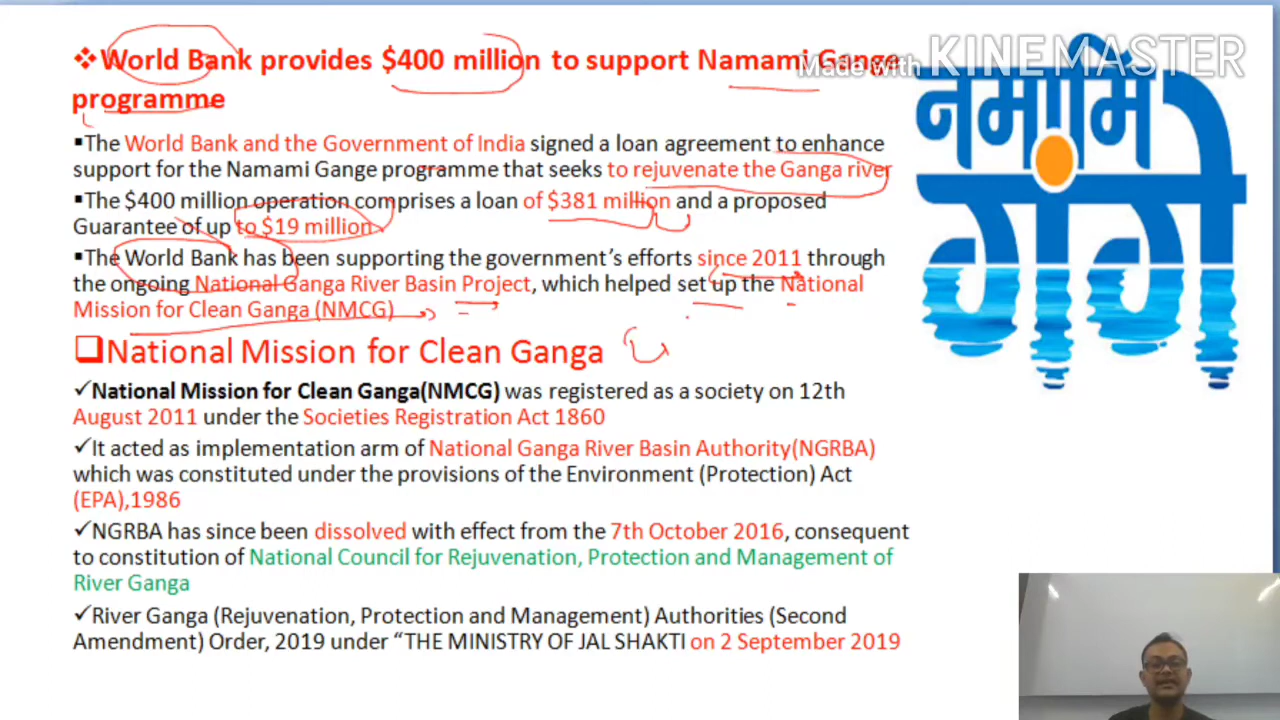 ❖World Bank provides $400 million to support Namami Gange
programme
Made with KINEMASTER
▪The World Bank and the Government of India signed a loan agreement to enhance
support for the Namami Gange programme that seeks to rejuvenate the Ganga river
▪The $400 million operation comprises a loan of $381 million and a proposed
Guarantee of up to $19 million
▪The World Bank has been supporting the government's efforts since 2011 through
the ongoing National Ganga River Basin Project, which helped set up the National
Mission for Clean Ganga (NMCG)
नमामि
गंगे
❑National Mission for Clean Ganga
✓National Mission for Clean Ganga(NMCG) was registered as a society on 12th
August 2011 under the Societies Registration Act 1860
✓It acted as implementation arm of National Ganga River Basin Authority(NGRBA)
which was constituted under the provisions of the Environment (Protection) Act
(EPA),1986
✓NGRBA has since been dissolved with effect from the 7th October 2016, consequent
to constitution of National Council for Rejuvenation, Protection and Management of
River Ganga
✓River Ganga (Rejuvenation, Protection and Management) Authorities (Second
Amendment) Order, 2019 under “THE MINISTRY OF JAL SHAKTI on 2 September 2019